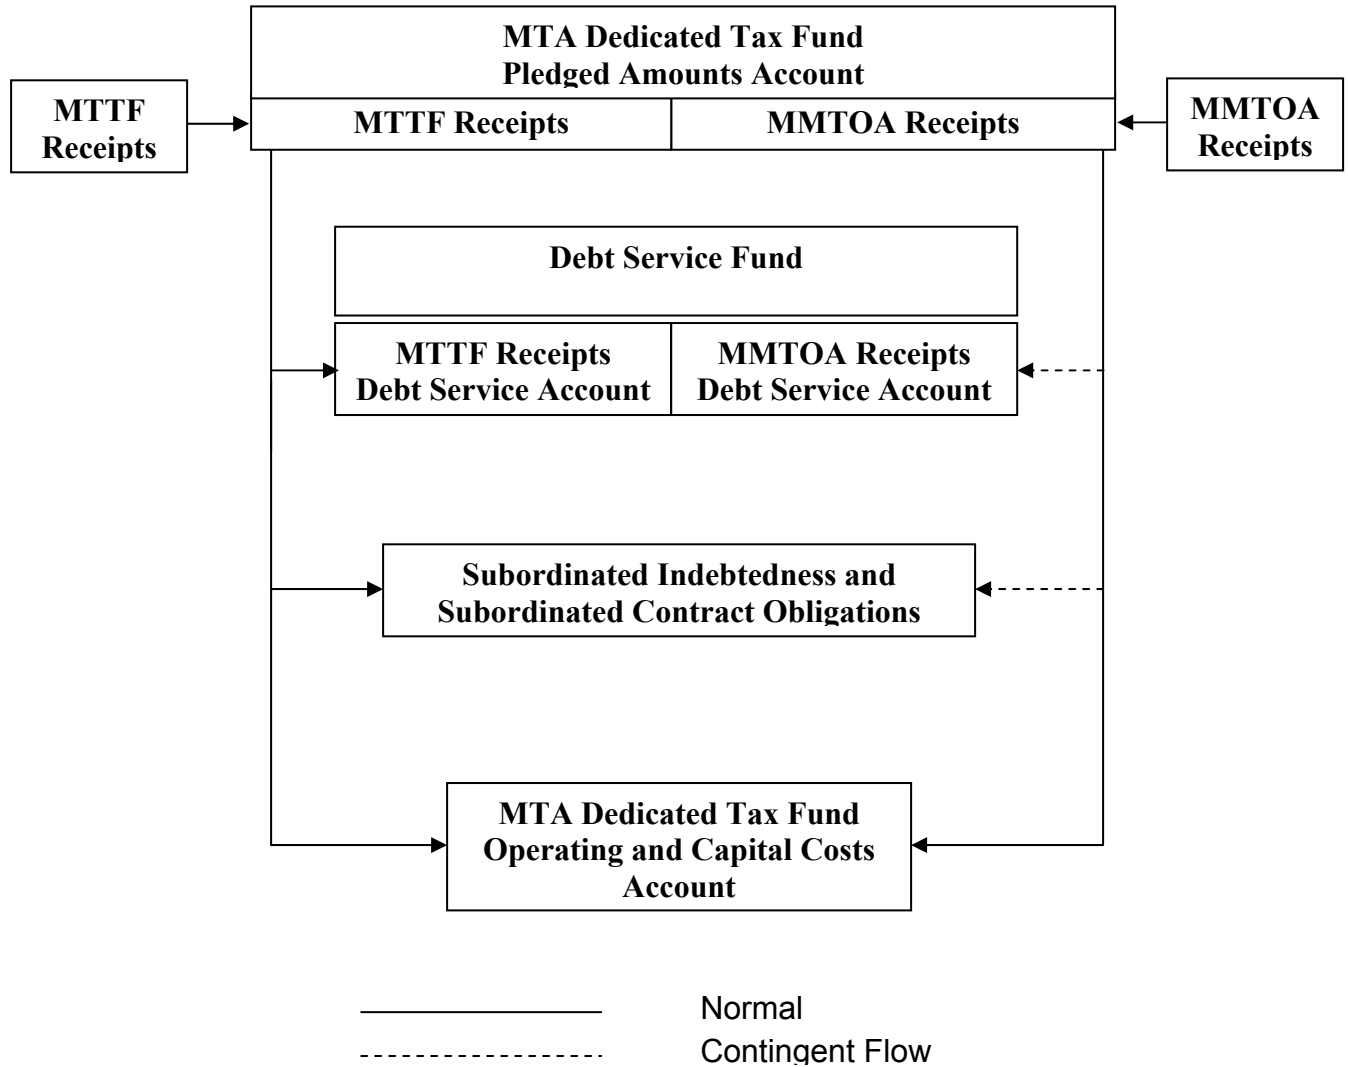 MTA Dedicated Tax Fund
Pledged Amounts Account
MTTF
Receipts
MTTF Receipts
MMTOA Receipts
MMTOA
Receipts
Debt Service Fund
MTTF Receipts
Debt Service Account
MMTOA Receipts
Debt Service Account
Subordinated Indebtedness and
Subordinated Contract Obligations
MTA Dedicated Tax Fund
Operating and Capital Costs
Account
Normal
Contingent Flow